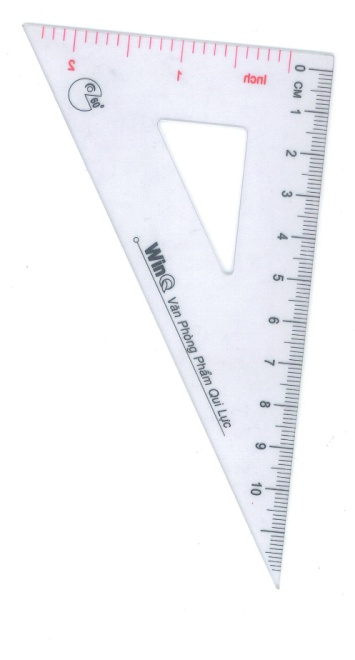 2 1 Inch
60°
0 CM 1 2 3 4 5 6 7 8 9 10
WinQ Văn Phòng Phẩm Qui Lực